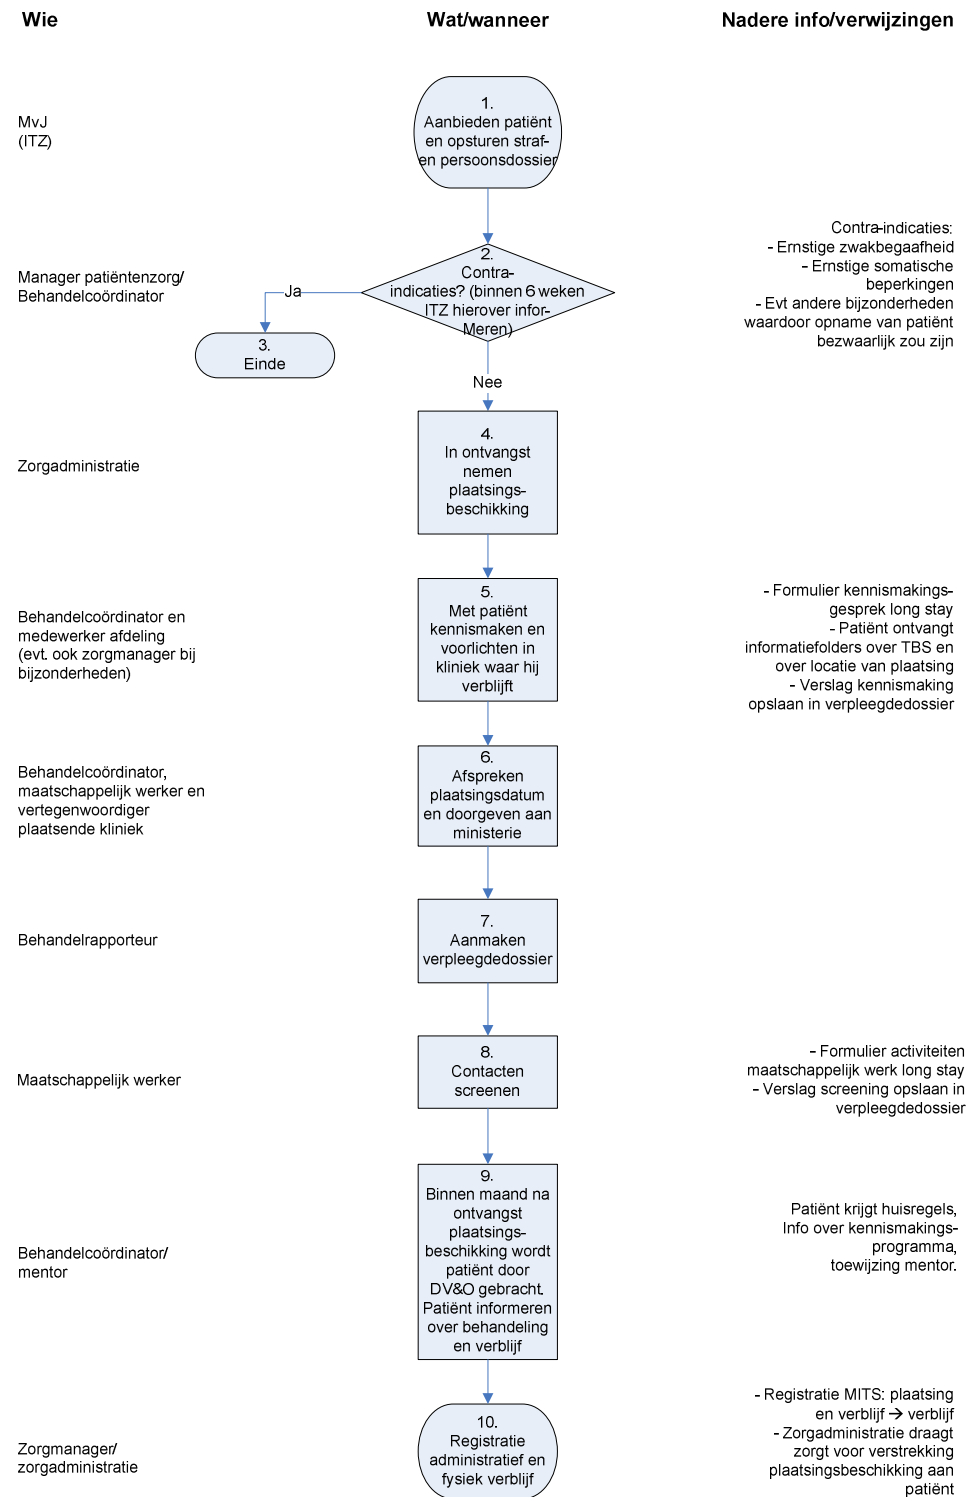 Wie
Wat/wanneer
Nadere info/verwijzingen
MvJ
(ITZ)
1.
Aanbieden patiënt
en opsturen straf-
en persoonsdossier
Manager patiëntenzorg/
Behandelcoördinator
2.
Contra-
indicaties? (binnen 6 weken
ITZ hierover infor-
Meren)
Contra-indicaties:
- Ernstige zwakbegaafheid
- Ernstige somatische
beperkingen
- Evt andere bijzonderheden
waardoor opname van patiënt
bezwaarlijk zou zijn
Ja
3.
Einde
Nee
Zorgadministratie
4.
In ontvangst
nemen
plaatsings-
beschikking
Behandelcoördinator en
medewerker afdeling
(evt. ook zorgmanager bij
bijzonderheden)
5.
Met patiënt
kennismaken en
voorlichten in
kliniek waar hij
verblijft
- Formulier kennismakings-
gesprek long stay
- Patiënt ontvangt
informatiefolders over TBS en
over locatie van plaatsing
- Verslag kennismaking
opslaan in verpleegdedossier
Behandelcoördinator,
maatschappelijk werker en
vertegenwoordiger
plaatsende kliniek
6.
Afspreken
plaatsingsdatum
en doorgeven aan
ministerie
Behandelrapporteur
7.
Aanmaken
verpleegdedossier
Maatschappelijk werker
8.
Contacten
screenen
- Formulier activiteiten
maatschappelijk werk long stay
- Verslag screening opslaan in
verpleegdedossier
Behandelcoördinator/
mentor
9.
Binnen maand na
ontvangst
plaatsings-
beschikking wordt
patiënt door
DV&O gebracht.
Patiënt informeren
over behandeling
en verblijf
Patiënt krijgt huisregels,
Info over kennismakings-
programma,
toewijzing mentor.
Zorgmanager/
zorgadministratie
10.
Registratie
administratief en
fysiek verblijf
- Registratie MITS: plaatsing
en verblijf → verblijf
- Zorgadministratie draagt
zorgt voor verstrekking
plaatsingsbeschikking aan
patiënt